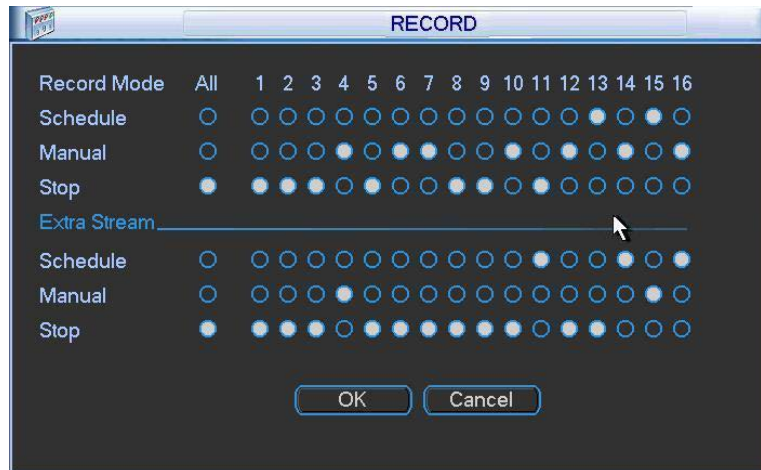 RECORD
Record Mode All 1 2 3 4 5 6 7 8 9 10 11 12 13 14 15 16
Schedule
Manual
Stop
Extra Stream
Schedule
Manual
Stop
OK Cancel